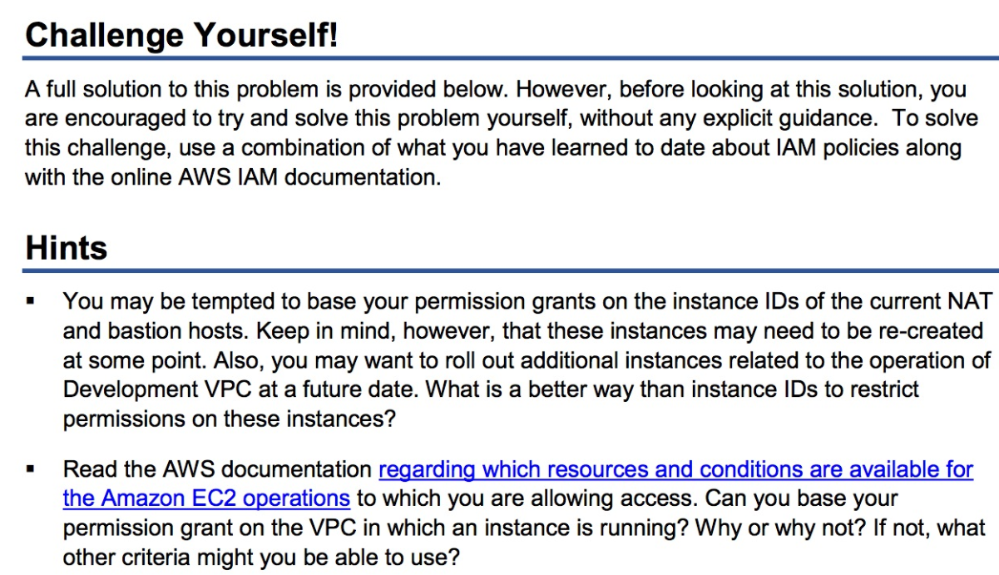 Challenge Yourself!
A full solution to this problem is provided below. However, before looking at this solution, you
are encouraged to try and solve this problem yourself, without any explicit guidance.  To solve
this challenge, use a combination of what you have learned to date about IAM policies along
with the online AWS IAM documentation.
Hints
▪ You may be tempted to base your permission grants on the instance IDs of the current NAT
and bastion hosts. Keep in mind, however, that these instances may need to be re-created
at some point. Also, you may want to roll out additional instances related to the operation of
Development VPC at a future date. What is a better way than instance IDs to restrict
permissions on these instances?
▪ Read the AWS documentation regarding which resources and conditions are available for
the Amazon EC2 operations to which you are allowing access. Can you base your
permission grant on the VPC in which an instance is running? Why or why not? If not, what
other criteria might you be able to use?